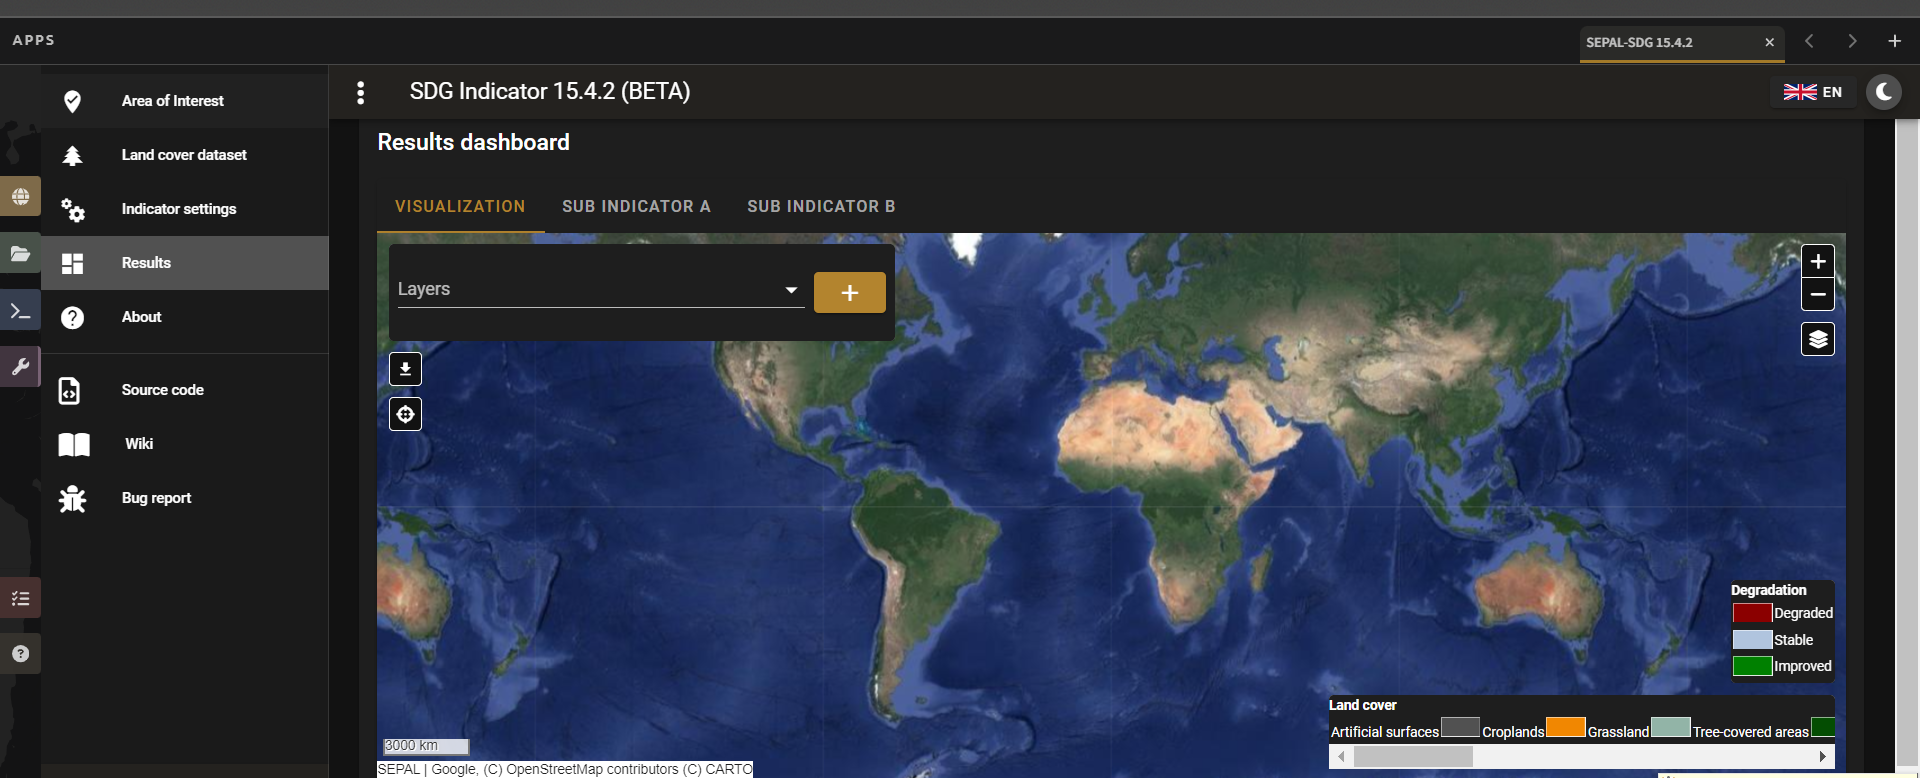 APPS
SEPAL-SDG 15.4.2
Area of Interest
Land cover dataset
Indicator settings
Results
About
Source code
Wiki
Bug report
SDG Indicator 15.4.2 (BETA)
EN
Results dashboard
VISUALIZATION
SUB INDICATOR A
SUB INDICATOR B
Layers
Degradation
Degraded
Stable
Improved
Land cover
Artificial surfaces Croplands Grassland Tree-covered areas
3000 km
SEPAL | Google, (C) OpenStreetMap contributors (C) CARTO